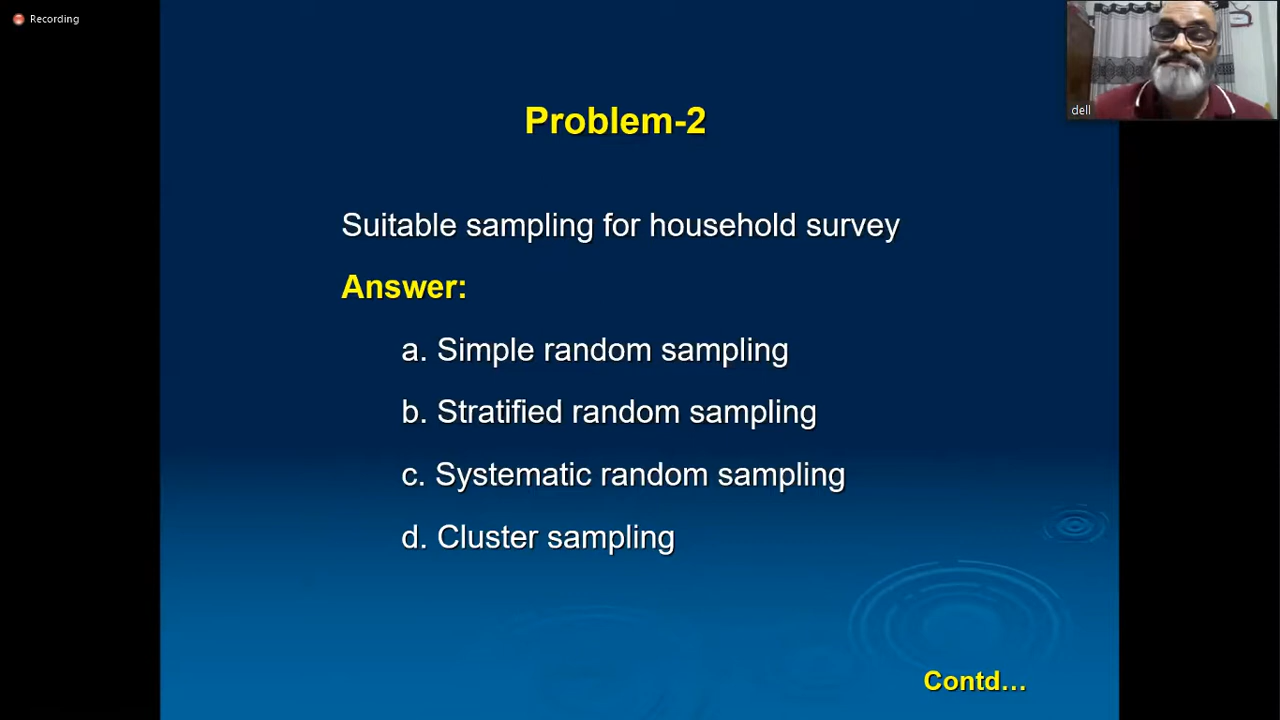 Recording
dell
Problem-2
Suitable sampling for household survey
Answer:
a. Simple random sampling
b. Stratified random sampling
c. Systematic random sampling
d. Cluster sampling
Contd...